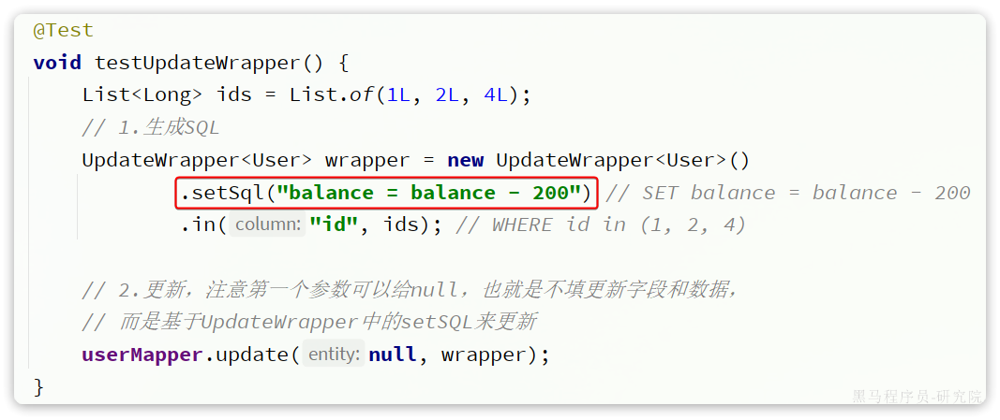 @Test
void testUpdateWrapper() {
List<Long> ids = List.of(1L, 2L, 4L);
// 1.生成SQL
UpdateWrapper<User> wrapper = new UpdateWrapper<User>()
.setSql("balance = balance - 200") // SET balance = balance - 200
.in( column: "id", ids); // WHERE id in (1, 2, 4)
// 2.更新，注意第一个参数可以给null，也就是不填更新字段和数据，
// 而是基于UpdateWrapper中的setSQL来更新
userMapper.update( entity: null, wrapper);
}
黑马程序员-研究院